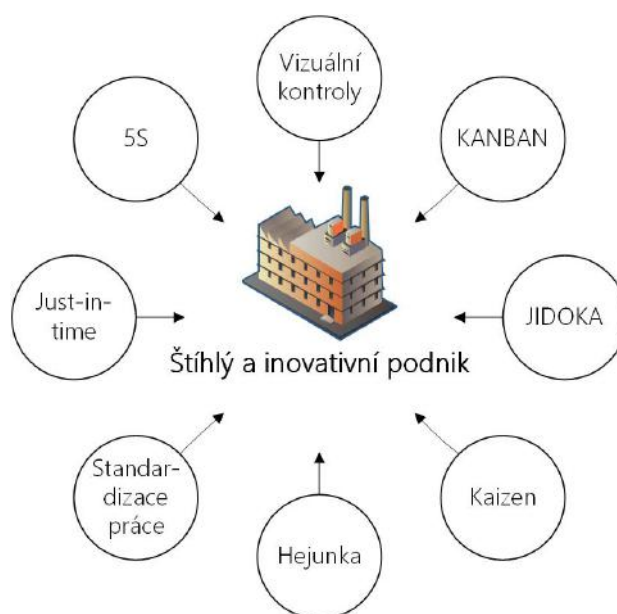 Vizuální
kontroly
5S
KANBAN
Just-in-
time
JIDOKA
Štíhlý a inovativní podnik
Standar-
dizace
práce
Kaizen
Hejunka